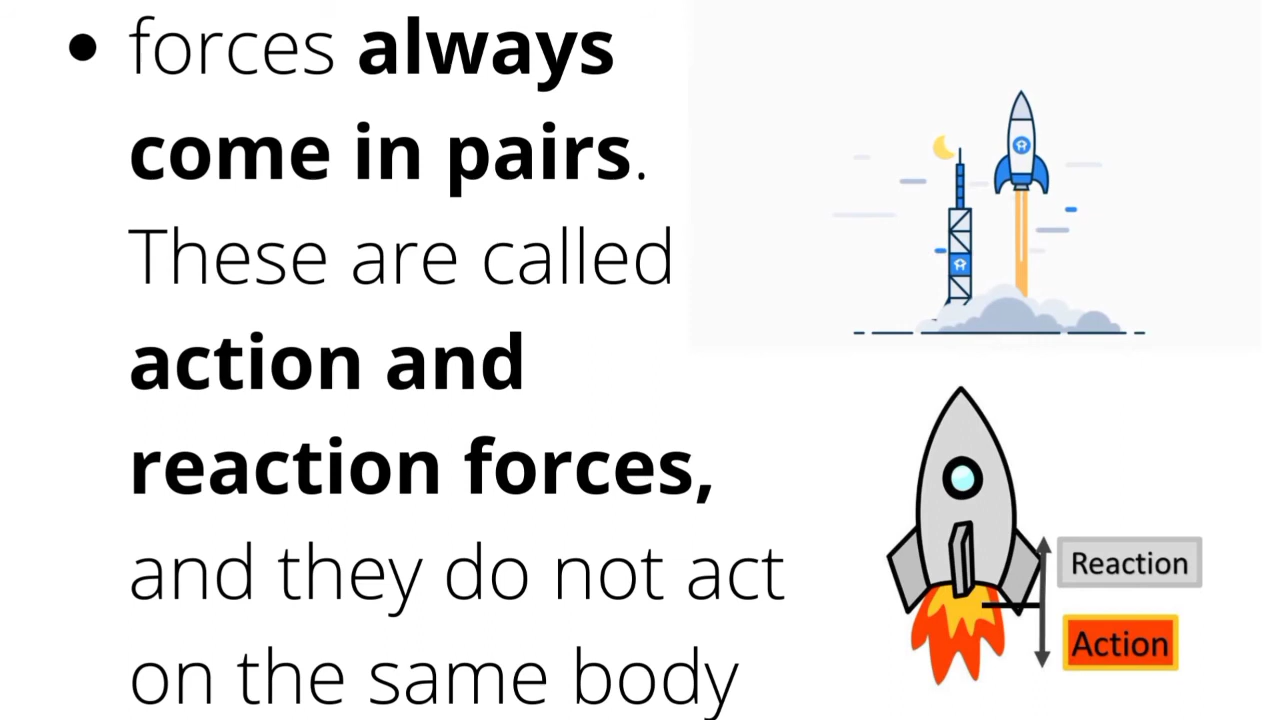 • forces always
come in pairs.
These are called
action and
reaction forces,
and they do not act
on the same body
Reaction
Action